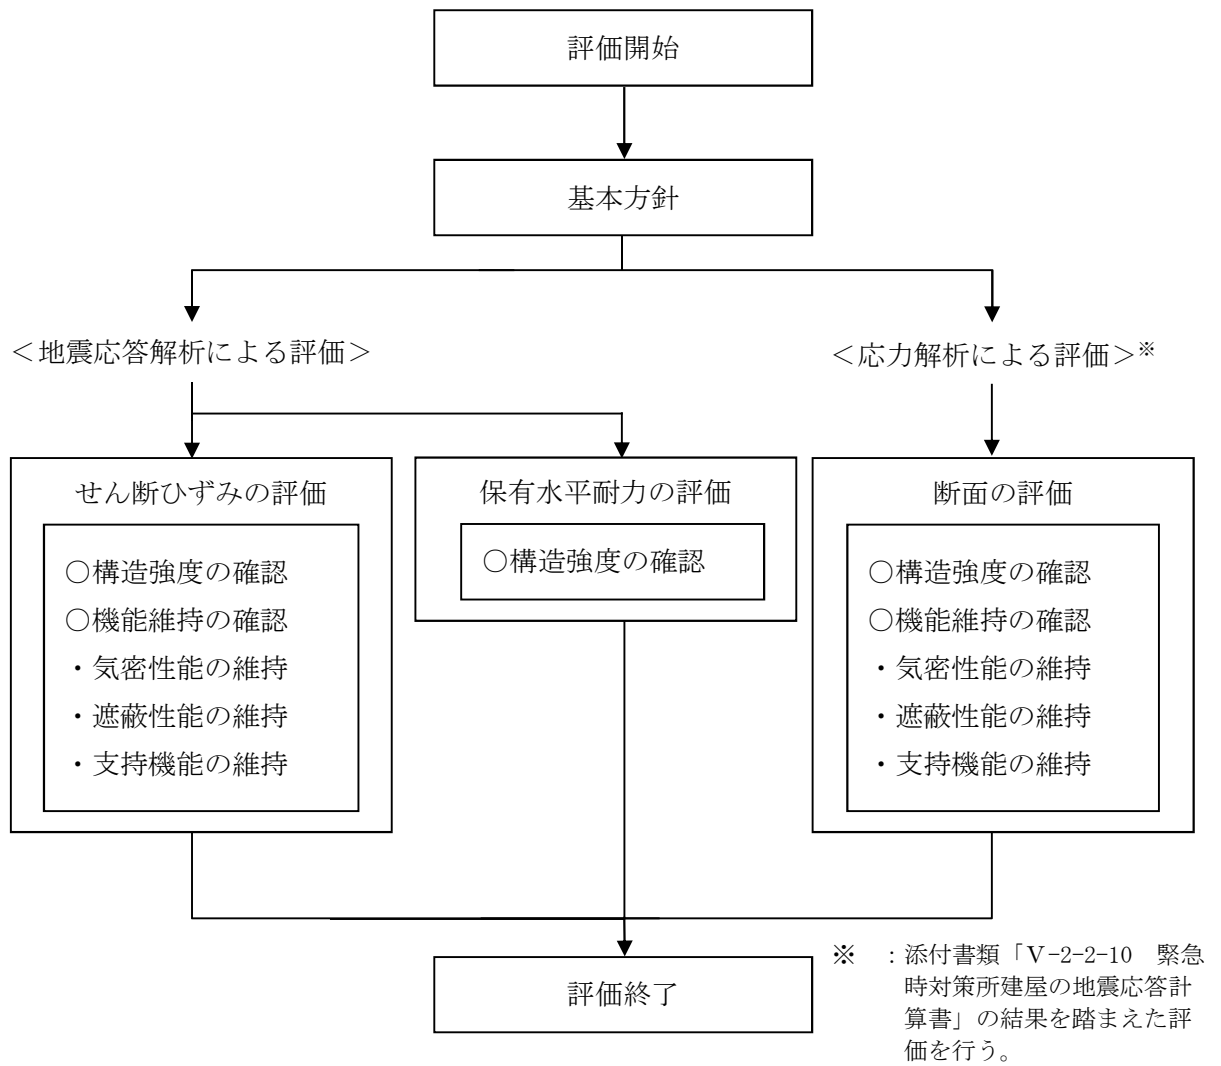 評価開始
基本方針
＜地震応答解析による評価＞
＜応力解析による評価＞※
せん断ひずみの評価
○構造強度の確認
○機能維持の確認
・気密性能の維持
・遮蔽性能の維持
・支持機能の維持
保有水平耐力の評価
○構造強度の確認
断面の評価
○構造強度の確認
○機能維持の確認
・気密性能の維持
・遮蔽性能の維持
・支持機能の維持
評価終了
※　：添付書類「Ⅴ-2-2-10　緊急
時対策所建屋の地震応答計
算書」の結果を踏まえた評
価を行う。